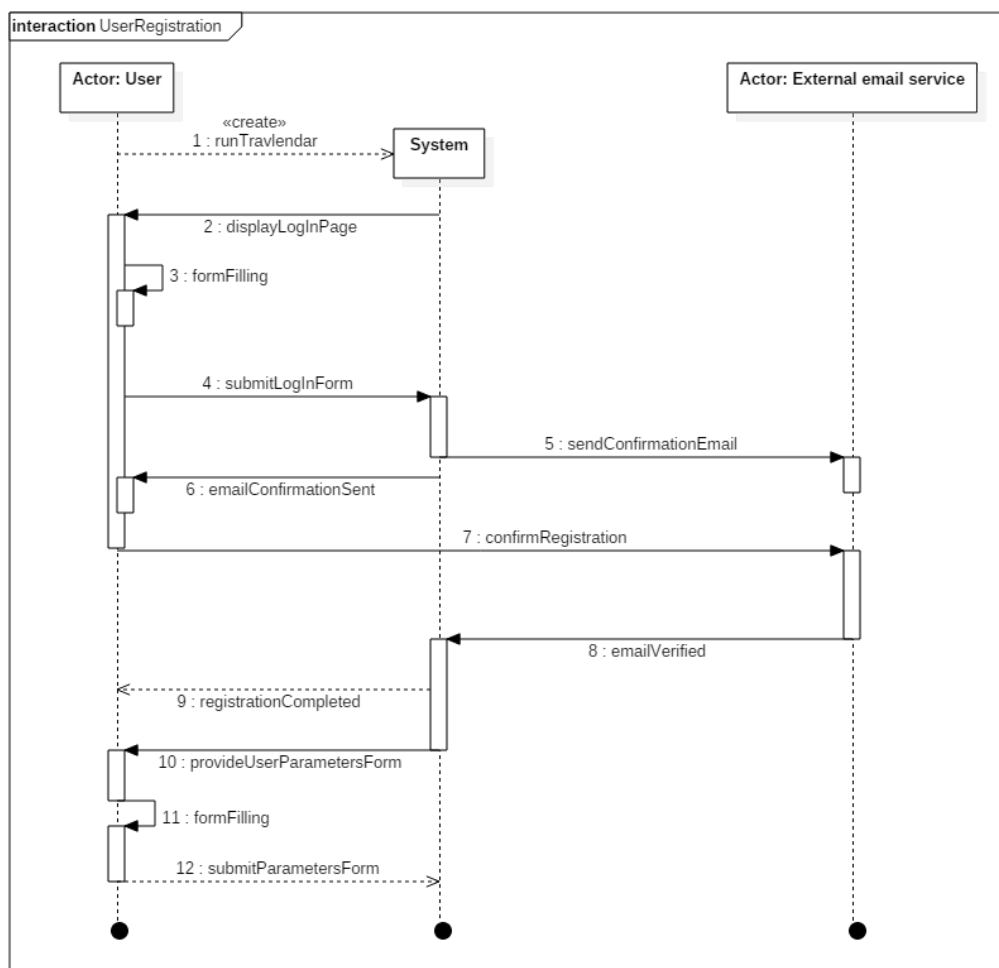 interaction UserRegistration
Actor: User
Actor: External email service
«create»
1 : runTravlendar
System
2 : displayLogInPage
3 : formFilling
4 : submitLogInForm
5 : sendConfirmationEmail
6 : emailConfirmationSent
7 : confirmRegistration
8 : emailVerified
9 : registrationCompleted
10 : provideUserParametersForm
11 : formFilling
12 : submitParametersForm